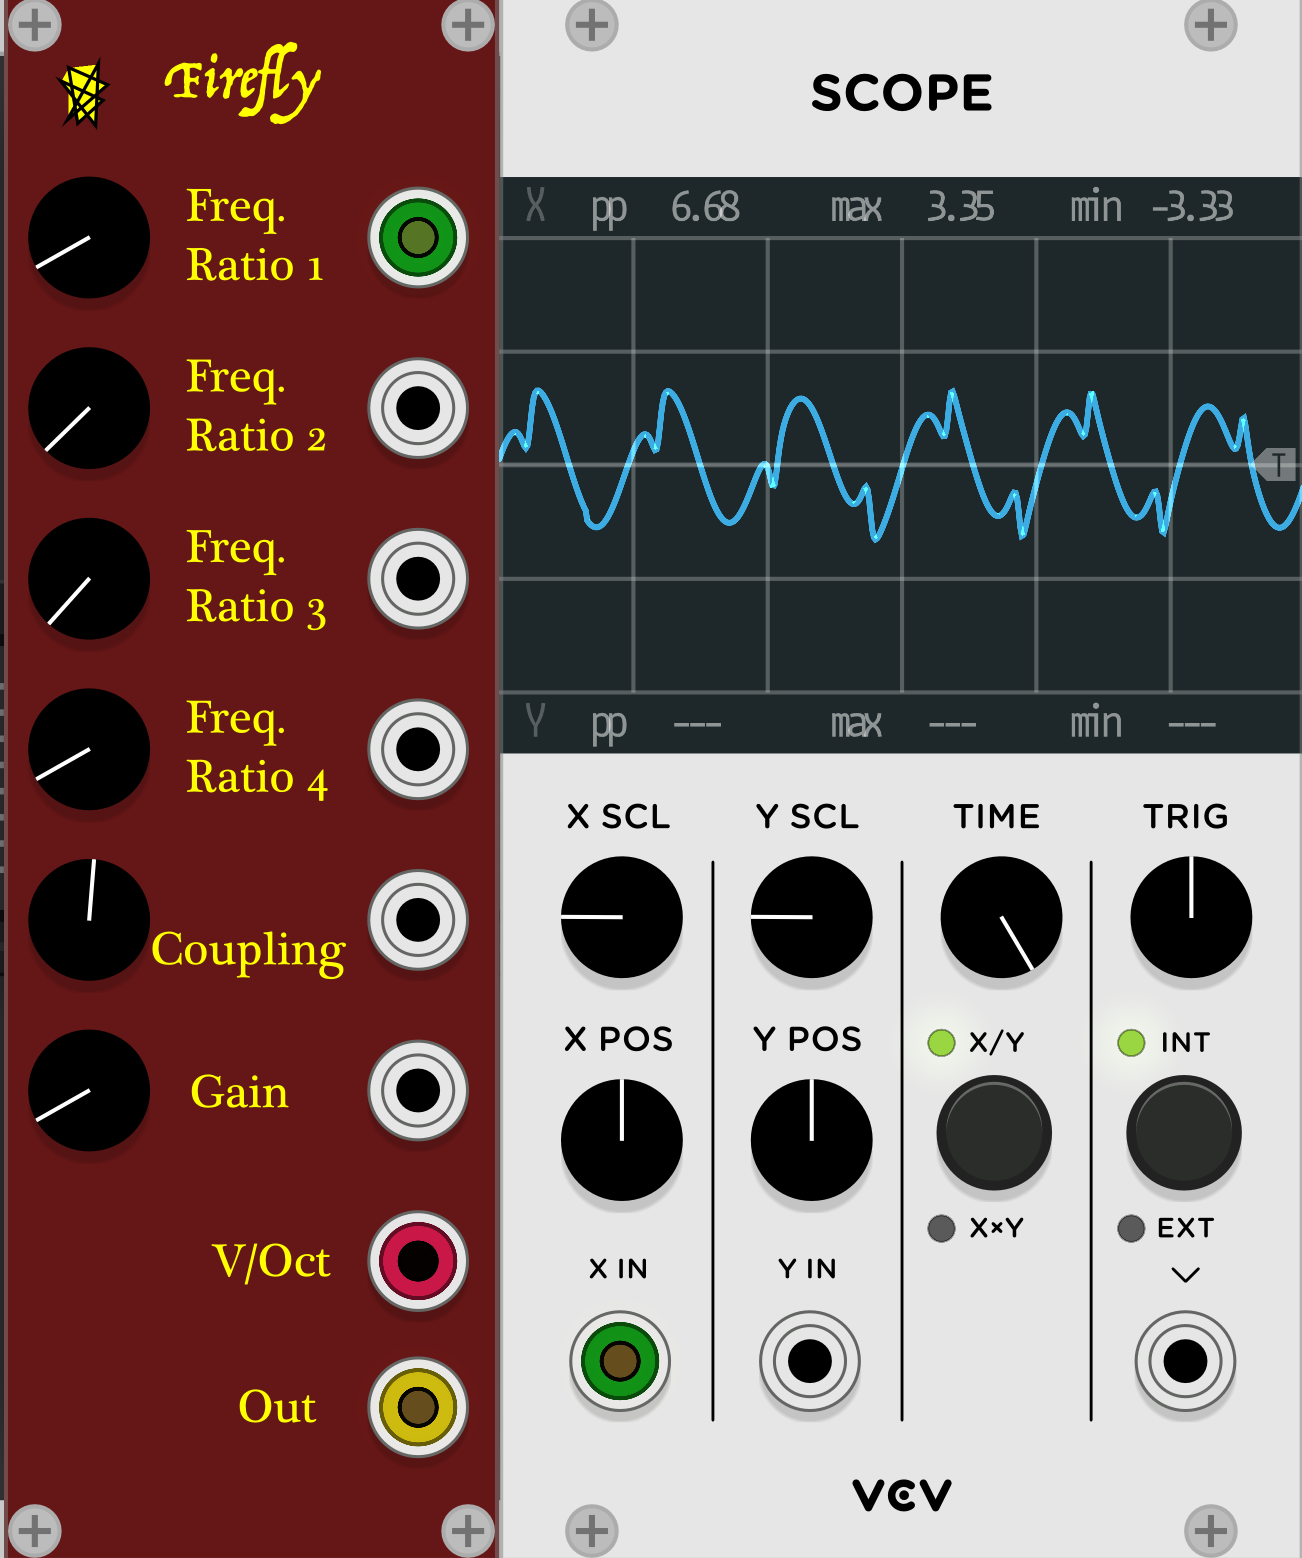 Firefly
Freq.
Ratio 1
Freq.
Ratio 2
Freq.
Ratio 3
Freq.
Ratio 4
Coupling
Gain
V/Oct
Out
SCOPE
X pp 6.68 max 3.35 min -3.33
T
Y pp --- max --- min ---
X SCL Y SCL TIME TRIG
X POS Y POS X/Y INT
X×Y EXT
X IN Y IN
VCV